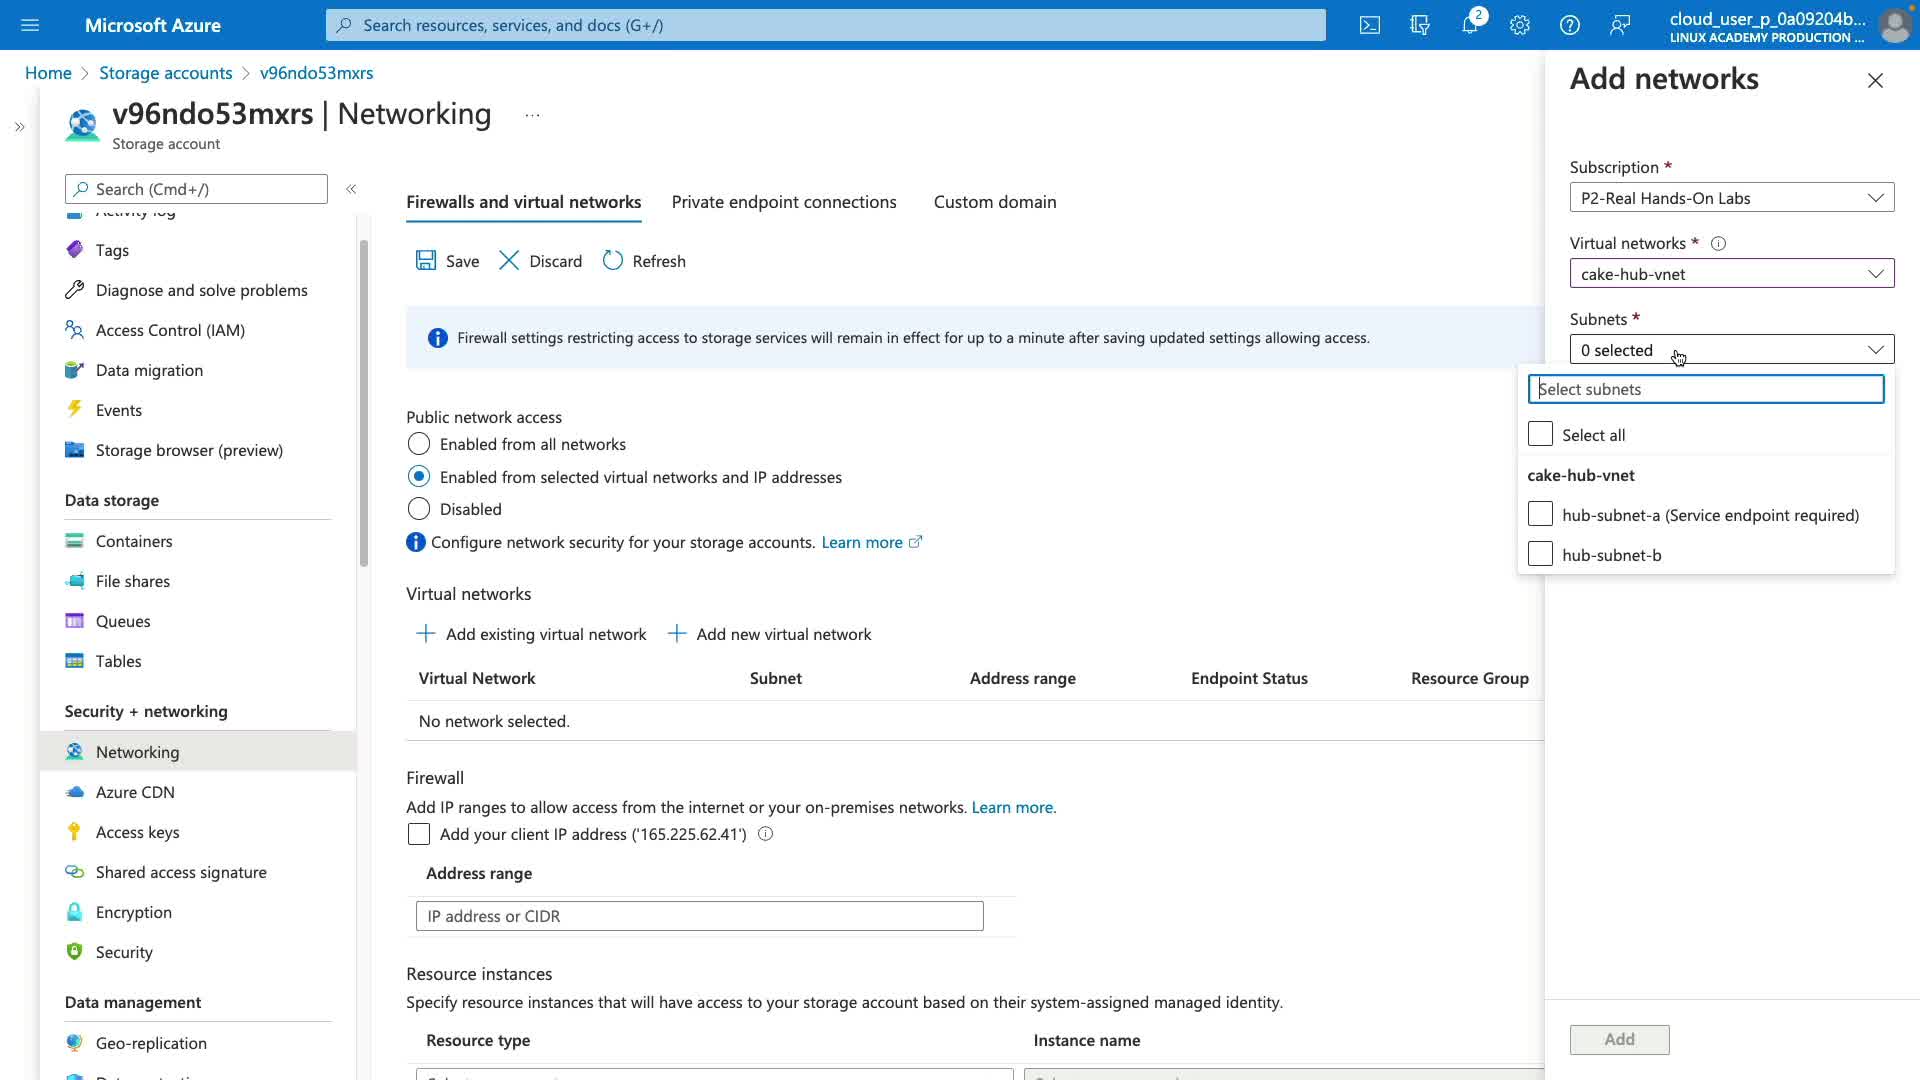 Microsoft Azure
Search resources, services, and docs (G+/)
2
cloud_user_p_0a09204b...
LINUX ACADEMY PRODUCTION ...
Home > Storage accounts > v96ndo53mxrs
v96ndo53mxrs | Networking ...
Storage account
Search (Cmd+/)
Activity log
Tags
Diagnose and solve problems
Access Control (IAM)
Data migration
Events
Storage browser (preview)
Data storage
Containers
File shares
Queues
Tables
Security + networking
Networking
Azure CDN
Access keys
Shared access signature
Encryption
Security
Data management
Geo-replication
Firewalls and virtual networks
Private endpoint connections
Custom domain
Save
Discard
Refresh
Firewall settings restricting access to storage services will remain in effect for up to a minute after saving updated settings allowing access.
Public network access
Enabled from all networks
Enabled from selected virtual networks and IP addresses
Disabled
Configure network security for your storage accounts. Learn more
Virtual networks
Add existing virtual network
Add new virtual network
Virtual Network Subnet Address range Endpoint Status Resource Group
No network selected.
Firewall
Add IP ranges to allow access from the internet or your on-premises networks. Learn more.
Add your client IP address ('165.225.62.41')
Address range
IP address or CIDR
Resource instances
Specify resource instances that will have access to your storage account based on their system-assigned managed identity.
Resource type Instance name
Add networks
Subscription *
P2-Real Hands-On Labs
Virtual networks *
cake-hub-vnet
Subnets *
0 selected
Select subnets
Select all
cake-hub-vnet
hub-subnet-a (Service endpoint required)
hub-subnet-b
Add